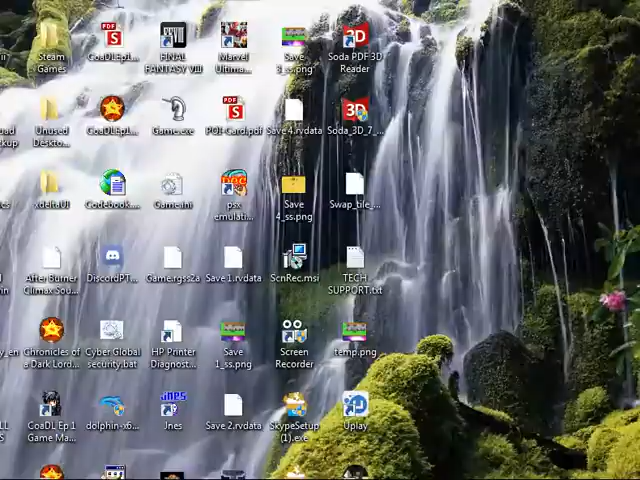 Steam
Games
CoaDLEp1...
FINAL
FANTASY VIII
Marvel
Ultima...
Save
3_ss.png
Soda PDF 3D
Reader
Unused
Deskto...
CoaDLEp1...
Game.exe
POI-Card.pdf
Save 4.rvdata
Soda_3D_7_...
xdeltaUI
Codebook...
Game.ini
psx
emulati...
Save
4_ss.png
Swap_tile_...
After Burner
Climax Sou...
DiscordPT...
Game.rgss2a
Save 1.rvdata
ScnRec.msi
TECH
SUPPORT.txt
Chronicles of
a Dark Lord...
Cyber Global
security.bat
HP Printer
Diagnost...
Save
1_ss.png
Screen
Recorder
temp.png
CoaDL Ep 1
Game Ma...
dolphin-x6...
Jnes
Save 2.rvdata
SkypeSetup
(1).exe
Uplay